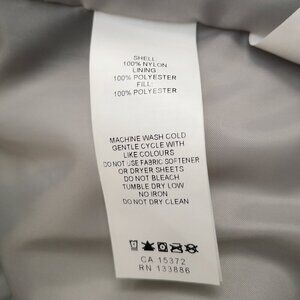 SHELL
100% NYLON
LINING
100% POLYESTER
FILL:
100% POLYESTER
MACHINE WASH COLD
GENTLE CYCLE WITH
LIKE COLOURS
DO NOT USE FABRIC SOFTENER
OR DRYER SHEETS
DO NOT BLEACH
TUMBLE DRY LOW
NO IRON
DO NOT DRY CLEAN
CA 15372
RN 133886